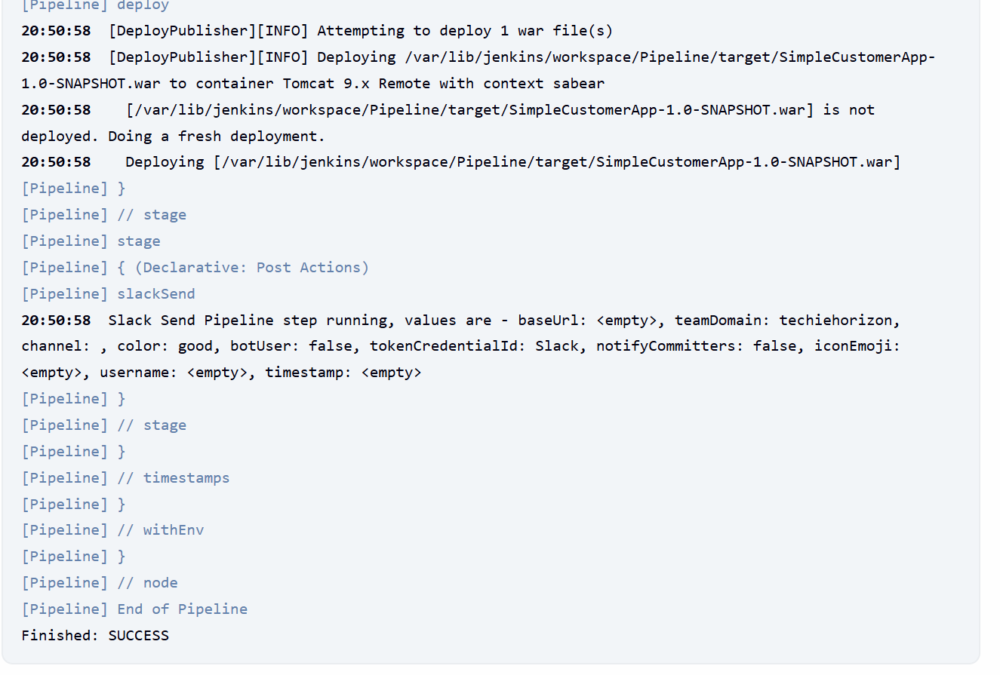 [Pipeline] deploy
20:50:58  [DeployPublisher][INFO] Attempting to deploy 1 war file(s)
20:50:58  [DeployPublisher][INFO] Deploying /var/lib/jenkins/workspace/Pipeline/target/SimpleCustomerApp-
1.0-SNAPSHOT.war to container Tomcat 9.x Remote with context sabear
20:50:58    [/var/lib/jenkins/workspace/Pipeline/target/SimpleCustomerApp-1.0-SNAPSHOT.war] is not
deployed. Doing a fresh deployment.
20:50:58    Deploying [/var/lib/jenkins/workspace/Pipeline/target/SimpleCustomerApp-1.0-SNAPSHOT.war]
[Pipeline] }
[Pipeline] // stage
[Pipeline] stage
[Pipeline] { (Declarative: Post Actions)
[Pipeline] slackSend
20:50:58  Slack Send Pipeline step running, values are - baseUrl: <empty>, teamDomain: techiehorizon,
channel: , color: good, botUser: false, tokenCredentialId: Slack, notifyCommitters: false, iconEmoji:
<empty>, username: <empty>, timestamp: <empty>
[Pipeline] }
[Pipeline] // stage
[Pipeline] }
[Pipeline] // timestamps
[Pipeline] }
[Pipeline] // withEnv
[Pipeline] }
[Pipeline] // node
[Pipeline] End of Pipeline
Finished: SUCCESS